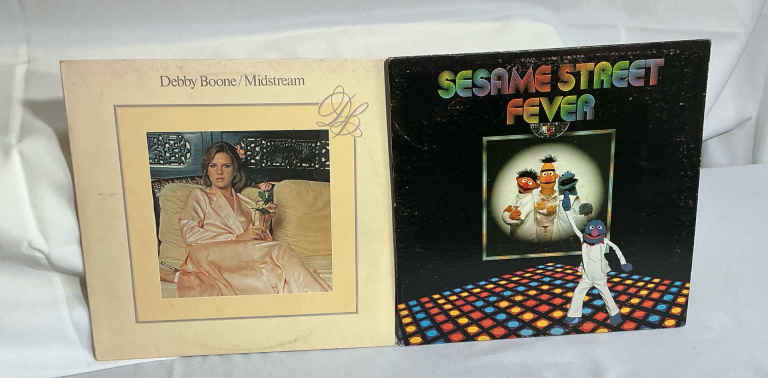 Debby Boone/Midstream
DB
SESAME STREET
FEVER